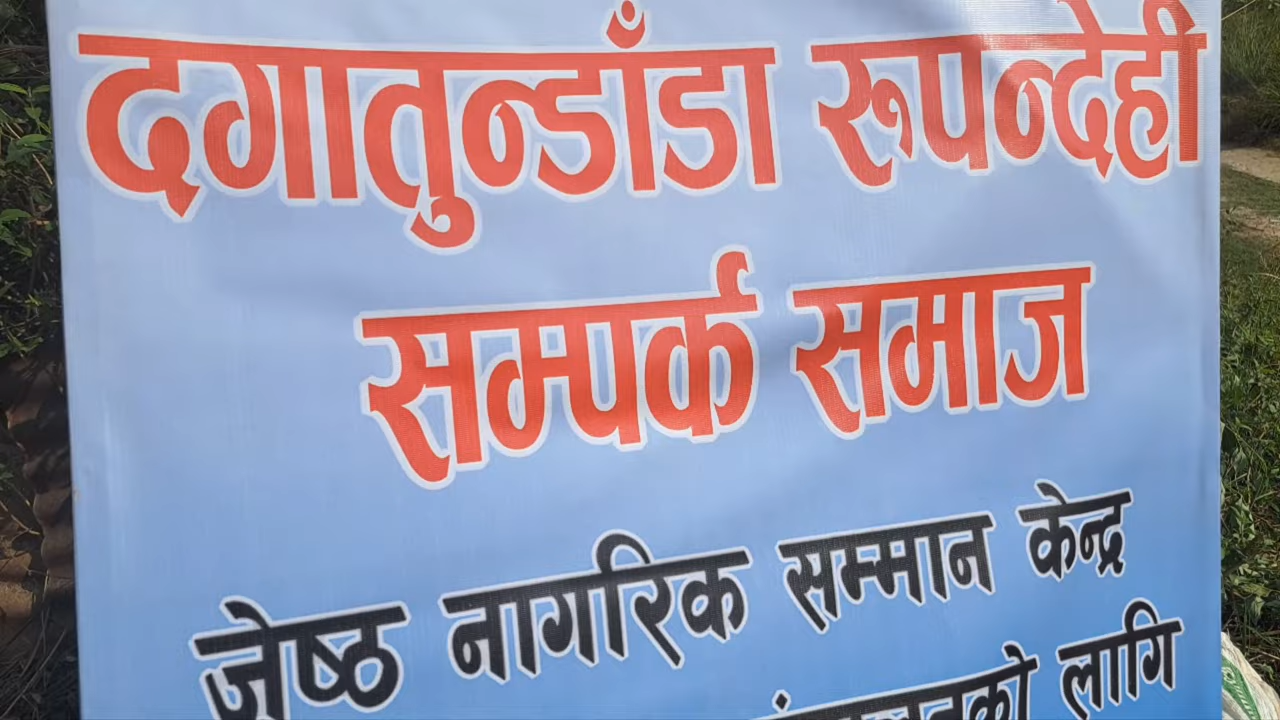 दगातुन्डाँडा रूपन्देही
सम्पर्क समाज
जेष्ठ नागरिक सम्मान केन्द्र
लागि